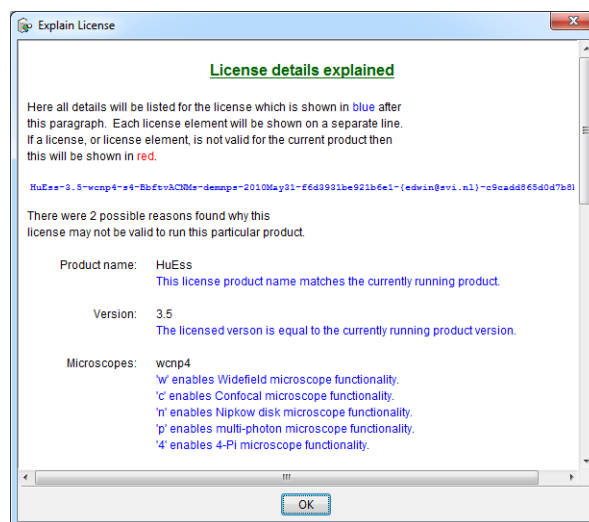 Explain License
License details explained
Here all details will be listed for the license which is shown in blue after
this paragraph. Each license element will be shown on a separate line.
If a license, or license element, is not valid for the current product then
this will be shown in red.
HuEss-3.5-wcnp4-s4-BbftvACNMs-demnps-2010May31-f6d3931be921b6e1-{edwin@svi.nl}-c9cadd865d0d7b8
There were 2 possible reasons found why this
license may not be valid to run this particular product.
Product name: HuEss
This license product name matches the currently running product.
Version: 3.5
The licensed verson is equal to the currently running product version.
Microscopes: wcnp4
'w' enables Widefield microscope functionality.
'c' enables Confocal microscope functionality.
'n' enables Nipkow disk microscope functionality.
'p' enables multi-photon microscope functionality.
'4' enables 4-Pi microscope functionality.
OK